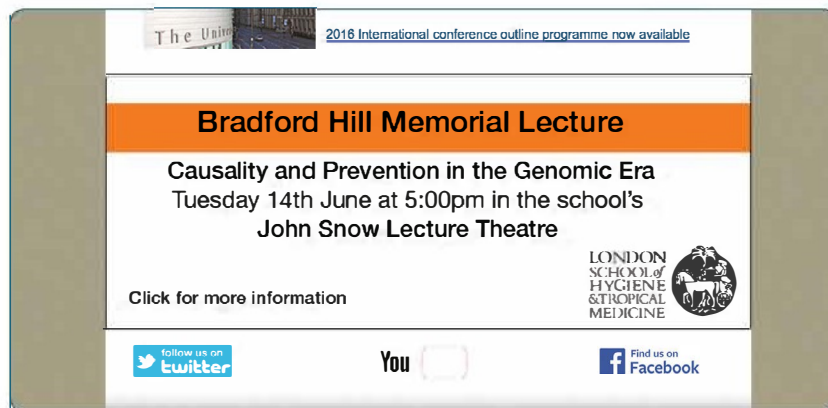 The Unive
2016 International conference outline programme now available
Bradford Hill Memorial Lecture
Causality and Prevention in the Genomic Era
Tuesday 14th June at 5:00pm in the school's
John Snow Lecture Theatre
LONDON
SCHOOL of
HYGIENE
&TROPICAL
MEDICINE
Click for more information
follow us on
twitter
You
Find us on
Facebook